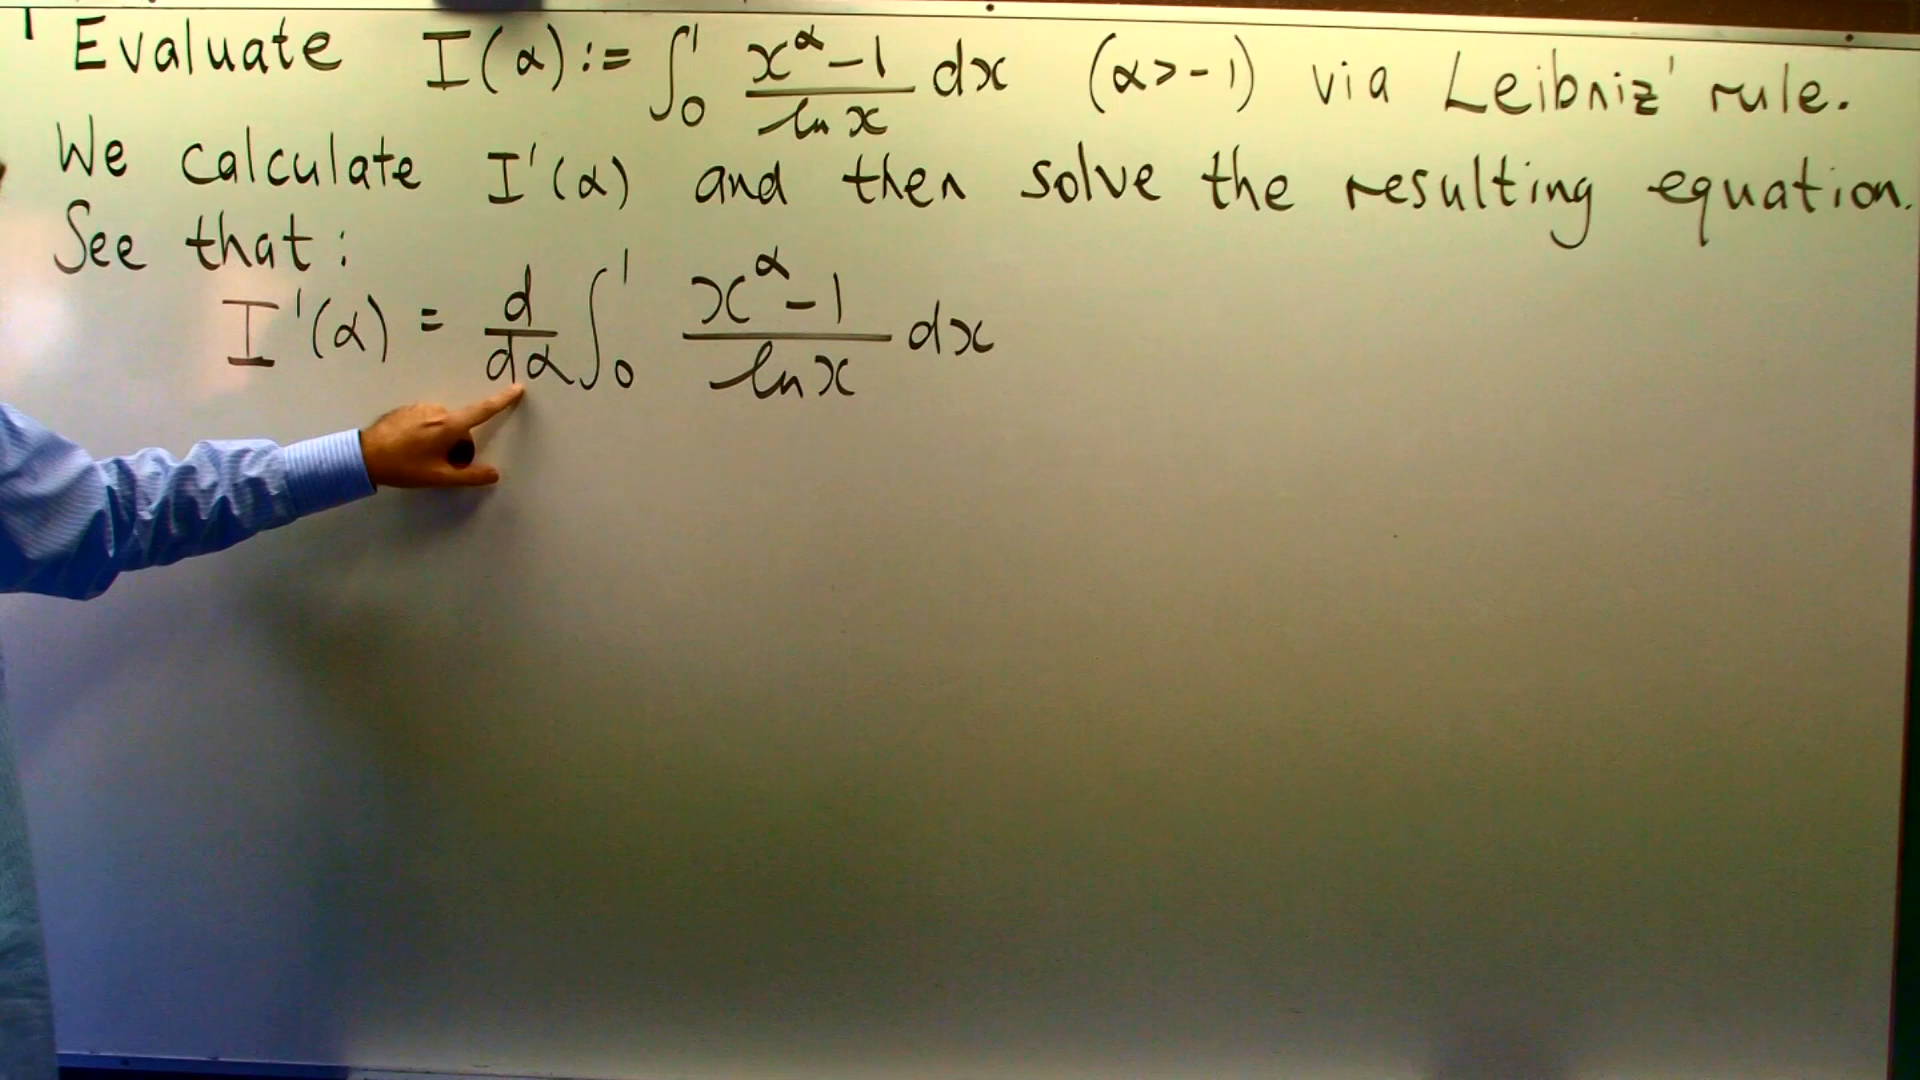 Evaluate I(α) := ∫₀¹ (x^α − 1)/(ln x) dx (α > −1) via Leibniz' rule.
We calculate I'(α) and then solve the resulting equation.
See that:
I'(α) = d/dα ∫₀¹ (x^α − 1)/(ln x) dx